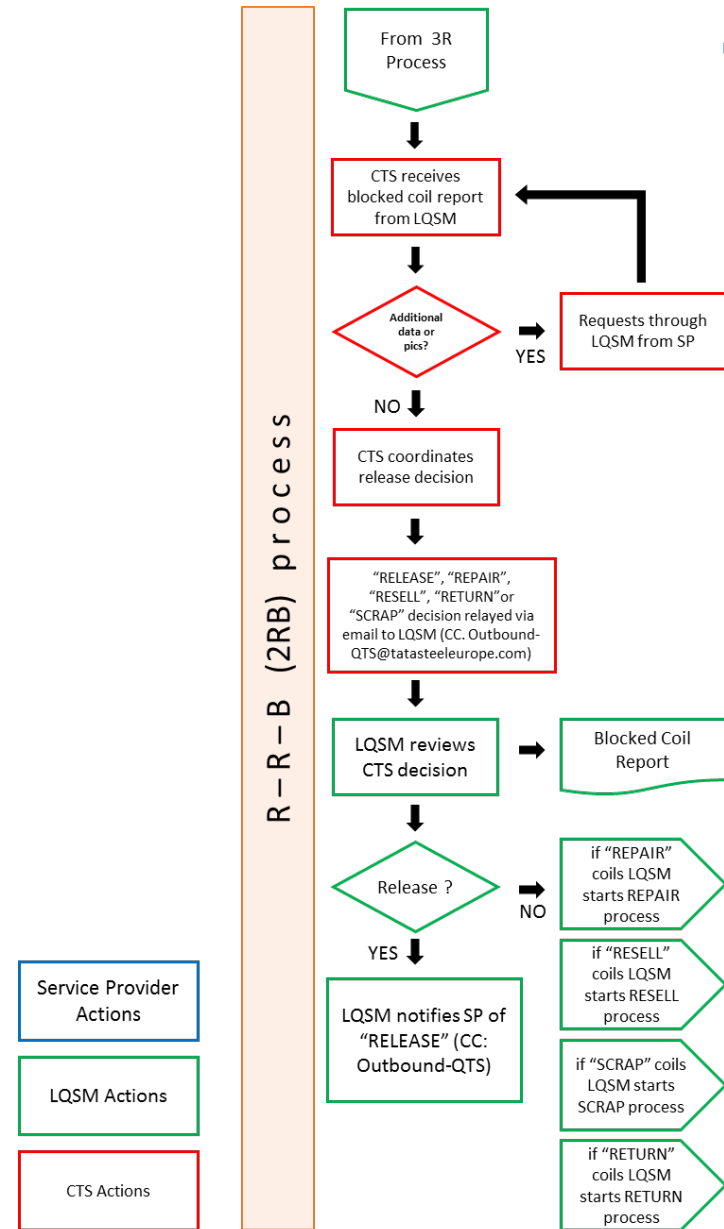 From 3R
Process
CTS receives
blocked coil report
from LQSM
Additional
data or
pics?
YES
Requests through
LQSM from SP
NO
CTS coordinates
release decision
R – R – B (2RB) process
“RELEASE”, “REPAIR”,
“RESELL”, “RETURN”or
“SCRAP” decision relayed via
email to LQSM (CC. Outbound-
QTS@tatasteeleurope.com)
LQSM reviews
CTS decision
Blocked Coil
Report
Release ?
NO
if “REPAIR”
coils LQSM
starts REPAIR
process
YES
if “RESELL”
coils LQSM
starts RESELL
process
LQSM notifies SP of
“RELEASE” (CC:
Outbound-QTS)
if “SCRAP” coils
LQSM starts
SCRAP process
if “RETURN”
coils LQSM
starts RETURN
process
Service Provider
Actions
LQSM Actions
CTS Actions